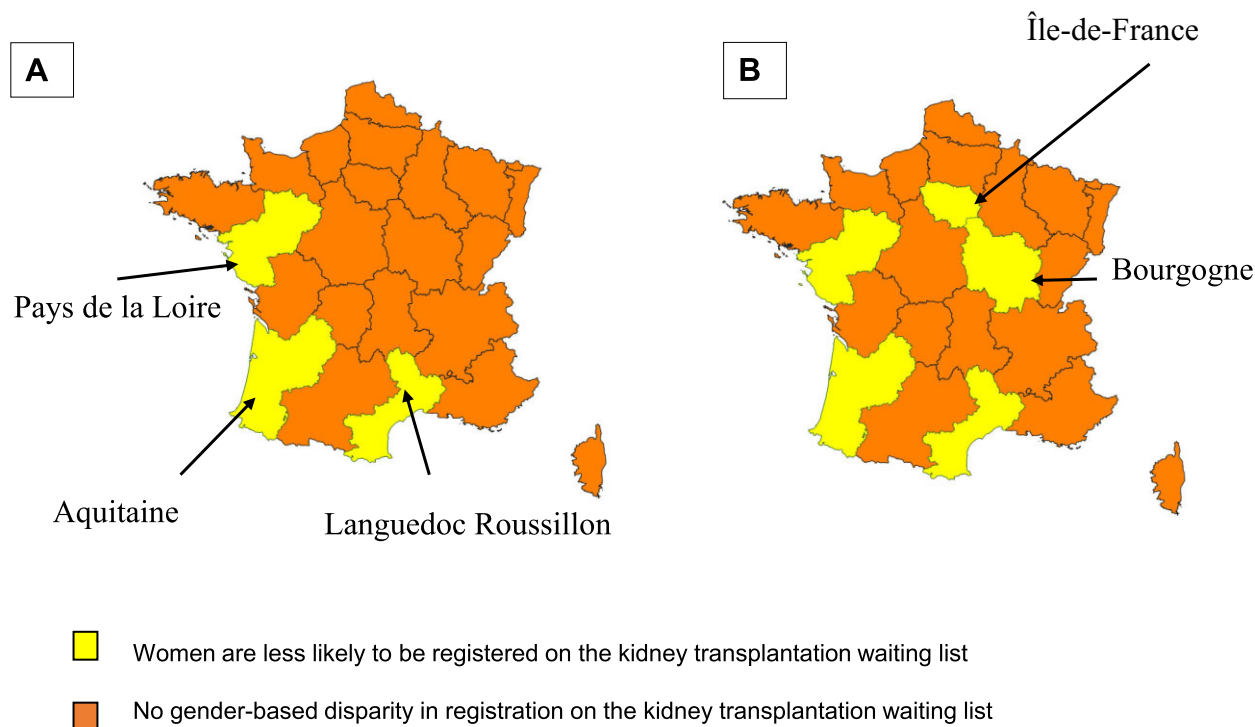 A
Pays de la Loire
Aquitaine
Languedoc Roussillon
B
Île-de-France
Bourgogne
Women are less likely to be registered on the kidney transplantation waiting list
No gender-based disparity in registration on the kidney transplantation waiting list